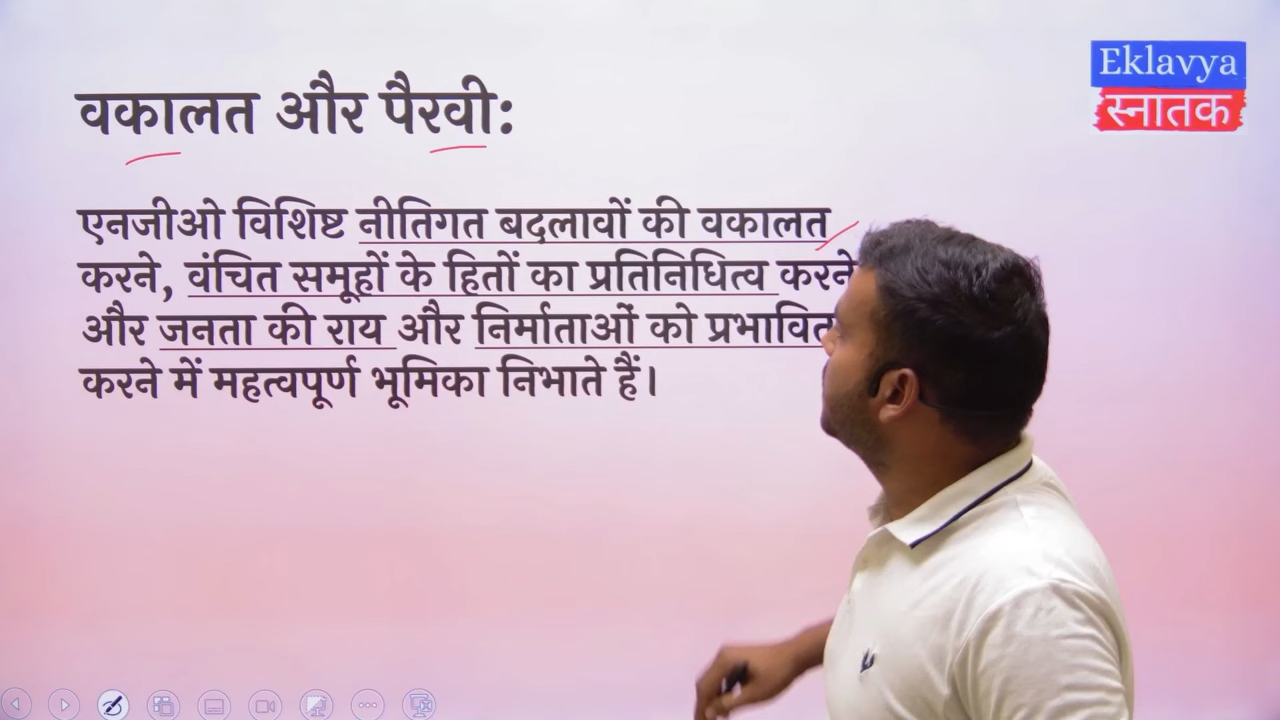 Eklavya
स्नातक
वकालत और पैरवी:
एनजीओ विशिष्ट नीतिगत बदलावों की वकालत
करने, वंचित समूहों के हितों का प्रतिनिधित्व करने
और जनता की राय और निर्माताओं को प्रभावित
करने में महत्वपूर्ण भूमिका निभाते हैं।